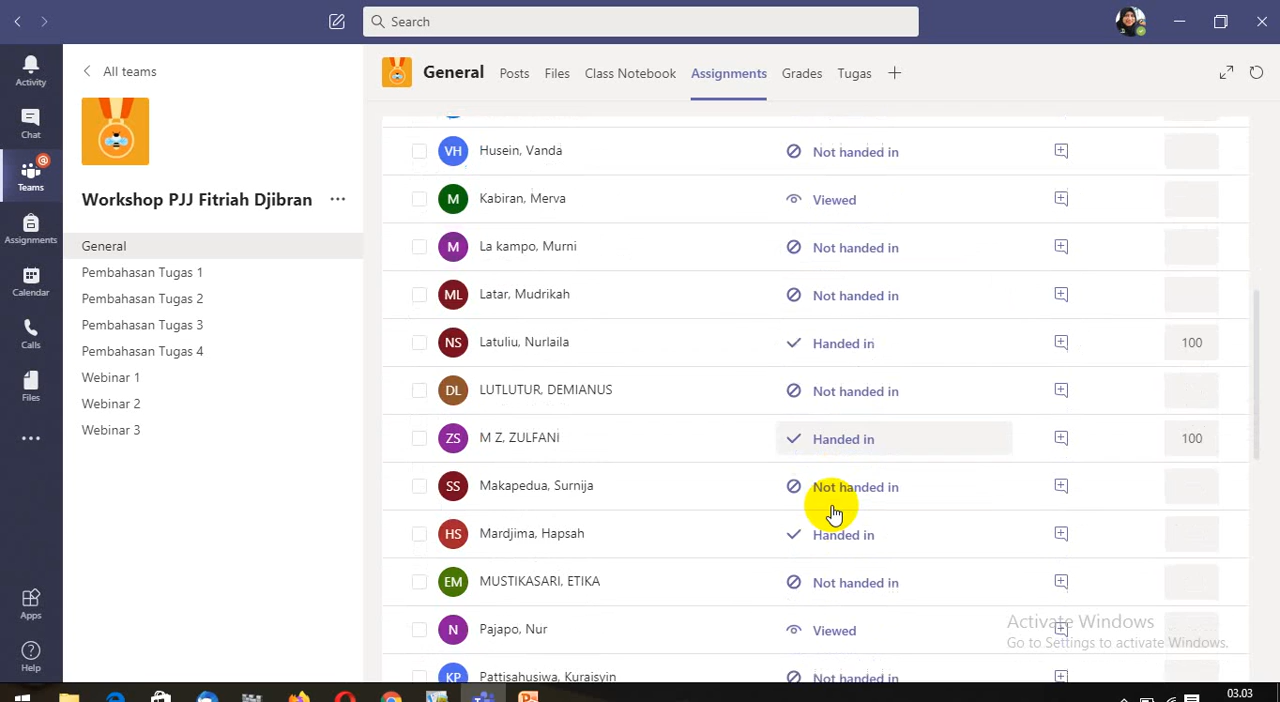 Search
Activity
Chat
Teams
Assignments
Calendar
Calls
Files
Apps
Help
All teams
Workshop PJJ Fitriah Djibran
General
Pembahasan Tugas 1
Pembahasan Tugas 2
Pembahasan Tugas 3
Pembahasan Tugas 4
Webinar 1
Webinar 2
Webinar 3
General Posts Files Class Notebook Assignments Grades Tugas
VH Husein, Vanda Not handed in
M Kabiran, Merva Viewed
M La kampo, Murni Not handed in
ML Latar, Mudrikah Not handed in
NS Latuliu, Nurlaila Handed in 100
DL LUTLUTUR, DEMIANUS Not handed in
ZS M Z, ZULFANI Handed in 100
SS Makapedua, Surnija Not handed in
HS Mardjima, Hapsah Handed in
EM MUSTIKASARI, ETIKA Not handed in
N Pajapo, Nur Viewed
KP Pattisahusiwa, Kuraisyin Not handed in
Activate Windows
Go to Settings to activate Windows.
03.03